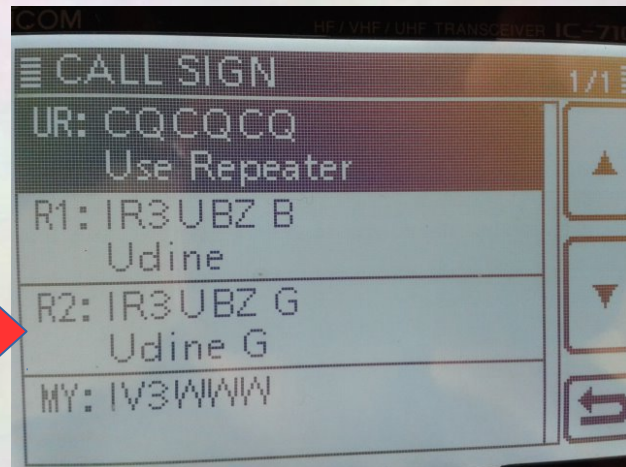 COM HF/VHF/UHF TRANSCEIVER IC-710
CALL SIGN 1/1
UR: CQCQCQ
Use Repeater
R1: IR3UBZ B
Udine
R2: IR3UBZ G
Udine G
MY: IV3WWW